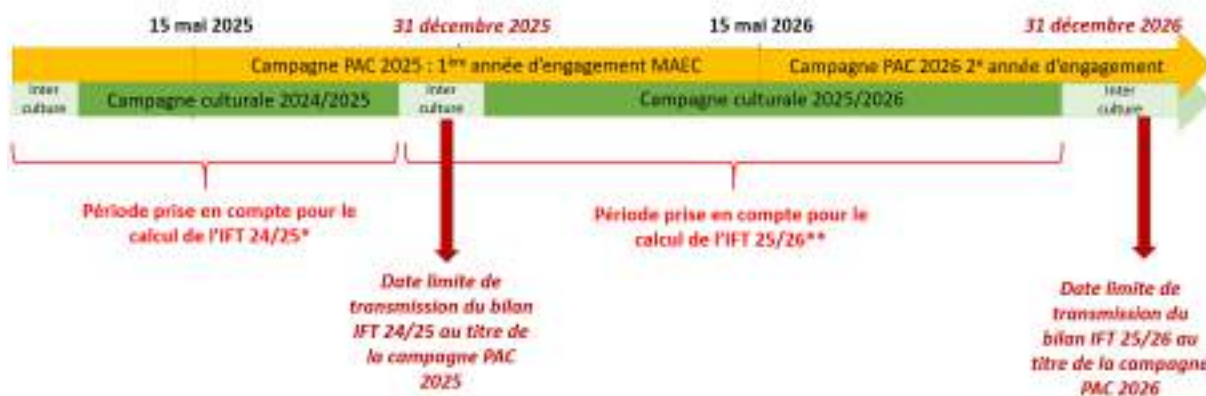 15 mai 2025
31 décembre 2025
15 mai 2026
31 décembre 2026
Campagne PAC 2025 : 1ère année d'engagement MAEC
Campagne PAC 2026 2e année d'engagement
Inter
culture
Campagne culturale 2024/2025
Inter
culture
Campagne culturale 2025/2026
Inter
culture
Période prise en compte pour le
calcul de l'IFT 24/25*
Période prise en compte pour le
calcul de l'IFT 25/26**
Date limite de
transmission du bilan
IFT 24/25 au titre de
la campagne PAC
2025
Date limite de
transmission du
bilan IFT 25/26 au
titre de la campagne
PAC 2026